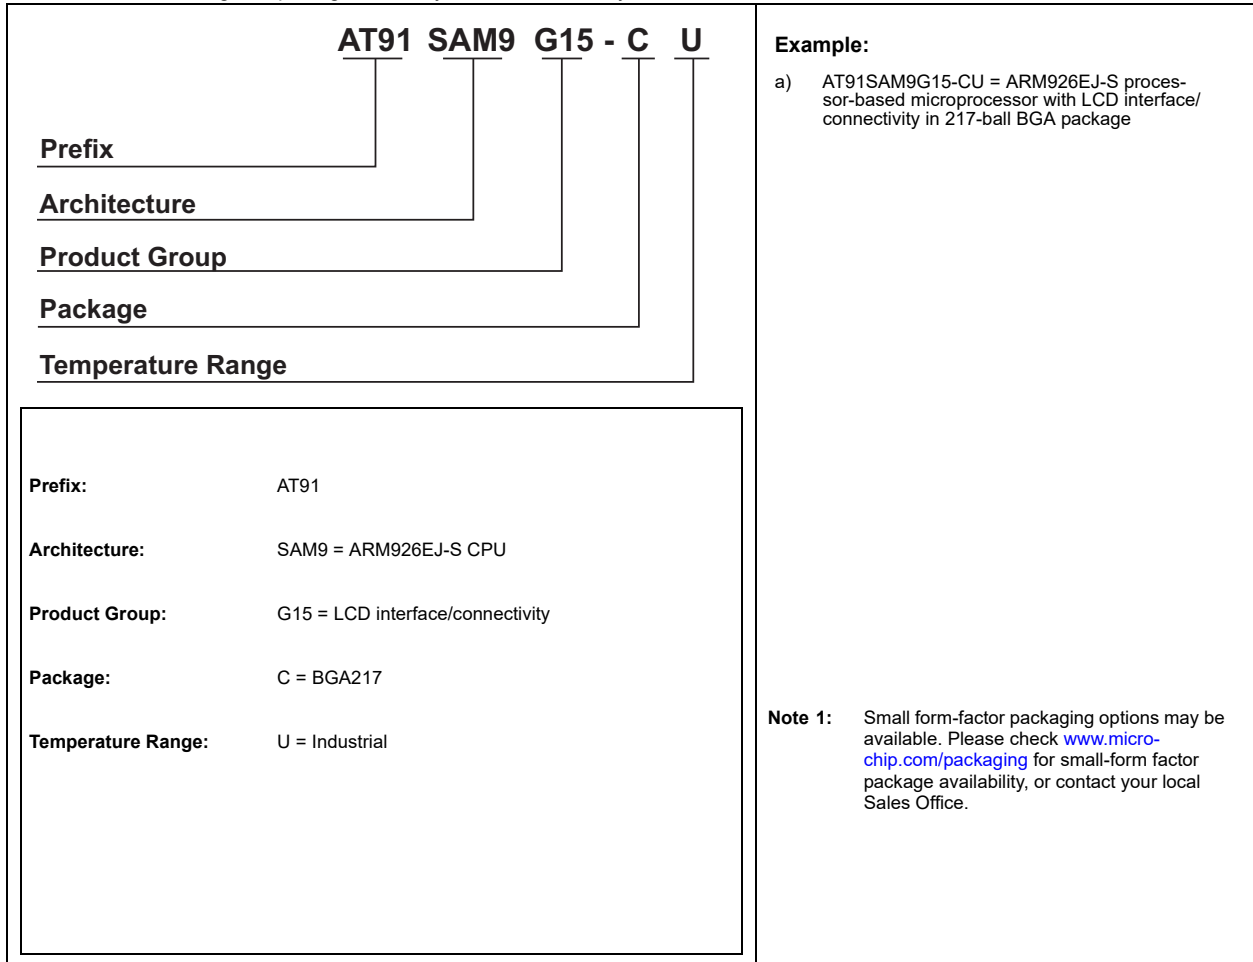 AT91 SAM9 G15 - C U
Prefix
Architecture
Product Group
Package
Temperature Range
Prefix: AT91
Architecture: SAM9 = ARM926EJ-S CPU
Product Group: G15 = LCD interface/connectivity
Package: C = BGA217
Temperature Range: U = Industrial
Example:
a) AT91SAM9G15-CU = ARM926EJ-S proces-
sor-based microprocessor with LCD interface/
connectivity in 217-ball BGA package
Note 1: Small form-factor packaging options may be
available. Please check www.micro-
chip.com/packaging for small-form factor
package availability, or contact your local
Sales Office.